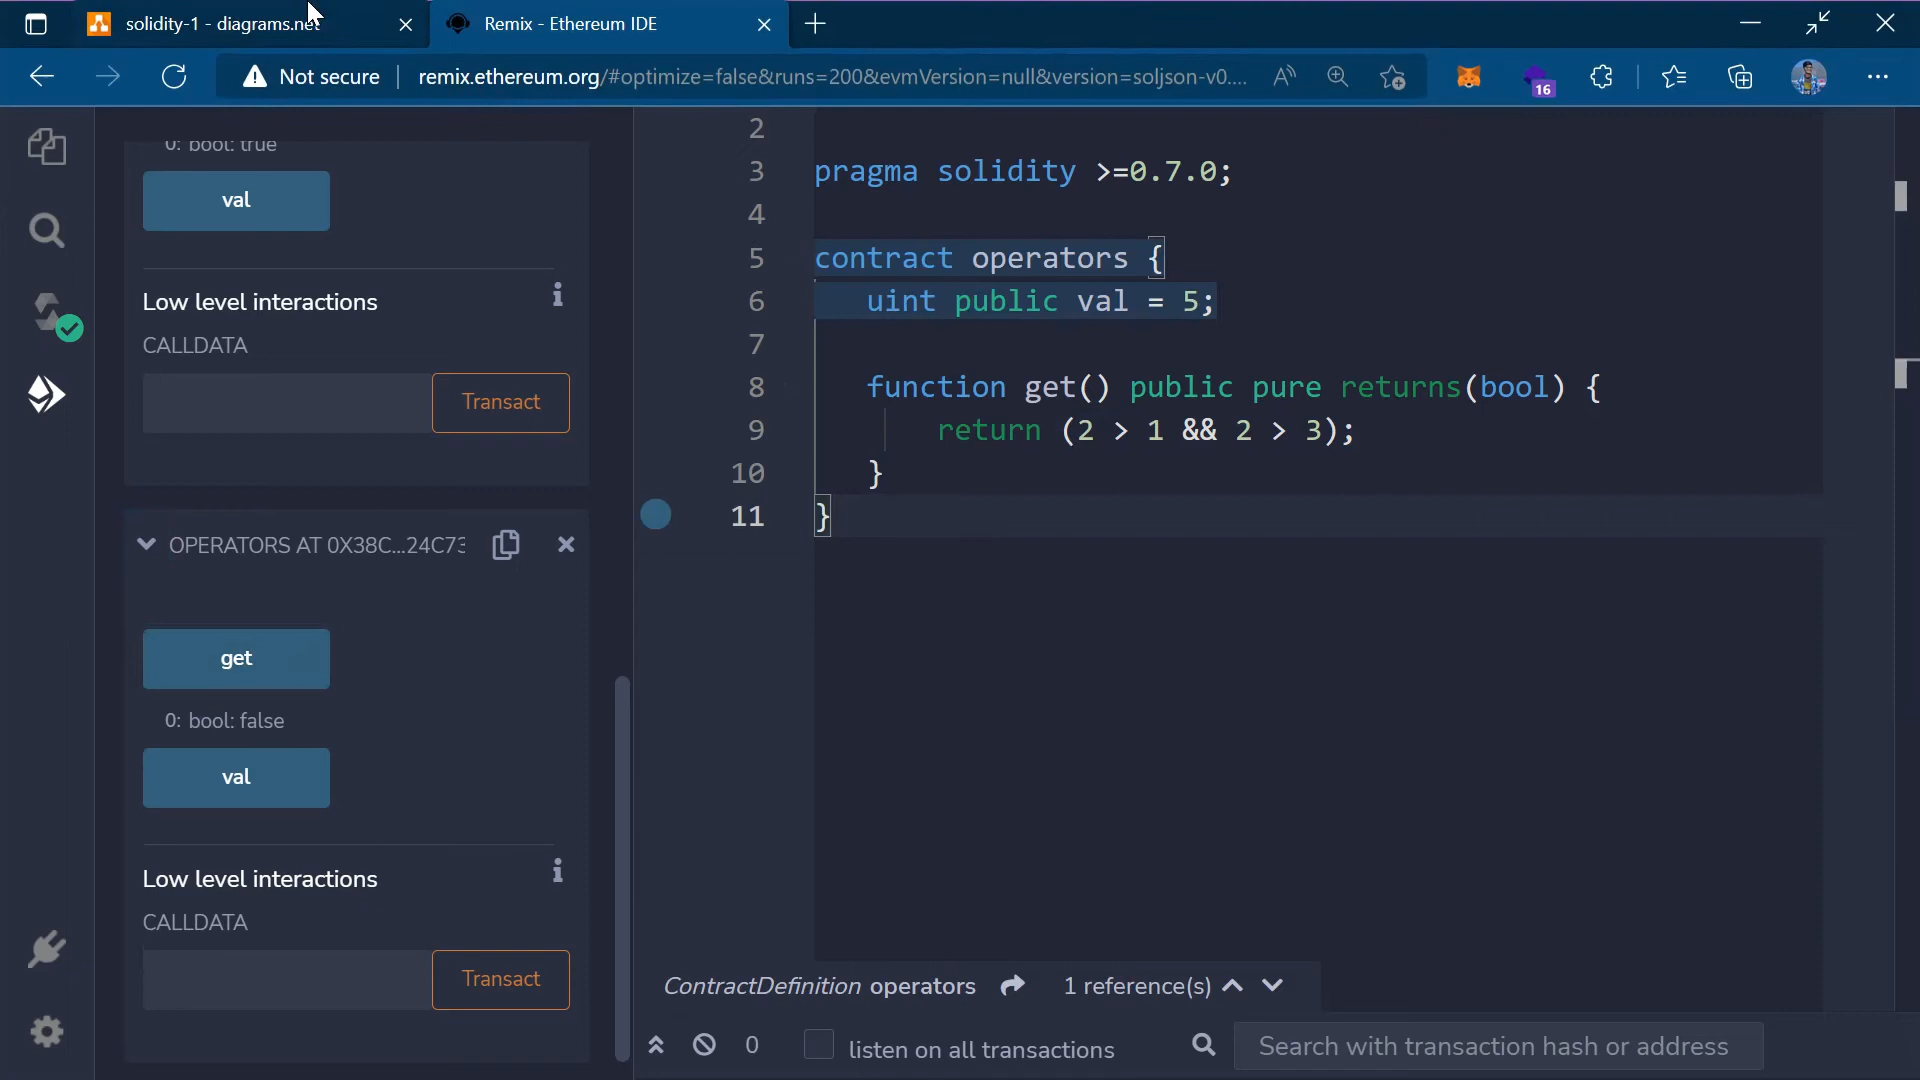 solidity-1 - diagrams.net
Remix - Ethereum IDE
Not secure
remix.ethereum.org/#optimize=false&runs=200&evmVersion=null&version=soljson-v0....
16
0: bool: true
val
Low level interactions
CALLDATA
Transact
OPERATORS AT 0X38C...24C73
get
0: bool: false
val
Low level interactions
CALLDATA
Transact
2
3 pragma solidity >=0.7.0;
4
5 contract operators {
6 uint public val = 5;
7
8 function get() public pure returns(bool) {
9 return (2 > 1 && 2 > 3);
10 }
11 }
ContractDefinition operators 1 reference(s)
0 listen on all transactions Search with transaction hash or address